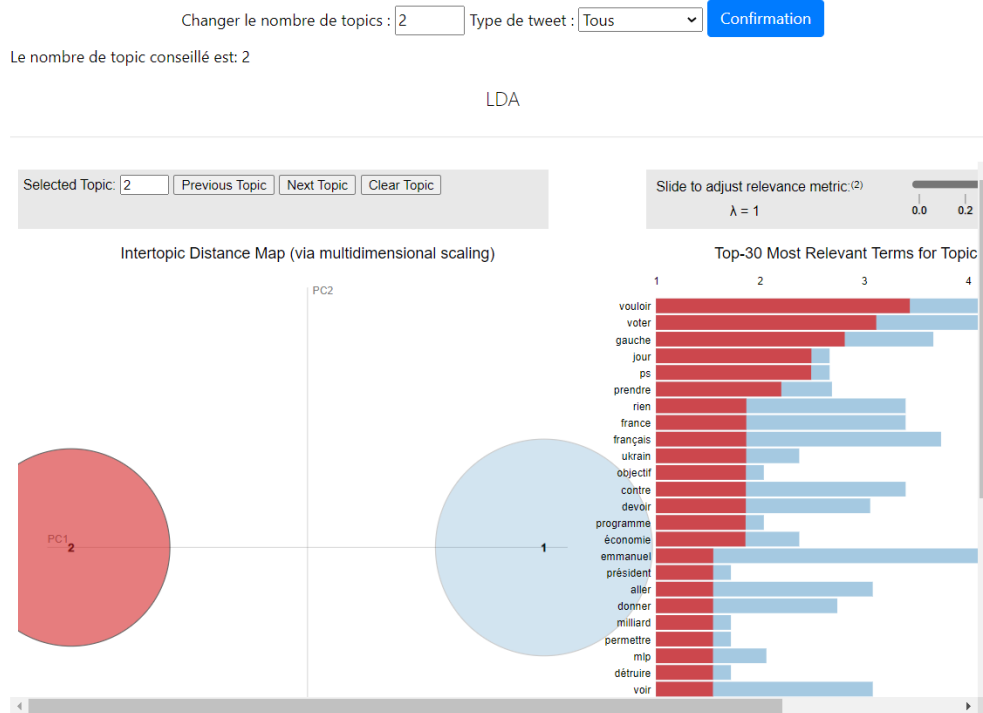 Changer le nombre de topics : 2 Type de tweet : Tous Confirmation
Le nombre de topic conseillé est: 2
LDA
Selected Topic: 2 Previous Topic Next Topic Clear Topic
Slide to adjust relevance metric:(2)
λ = 1
0.0 0.2
Intertopic Distance Map (via multidimensional scaling)
PC2
PC1
2
1
Top-30 Most Relevant Terms for Topic
1 2 3 4
vouloir
voter
gauche
jour
ps
prendre
rien
france
français
ukrain
objectif
contre
devoir
programme
économie
emmanuel
président
aller
donner
milliard
permettre
mlp
détruire
voir